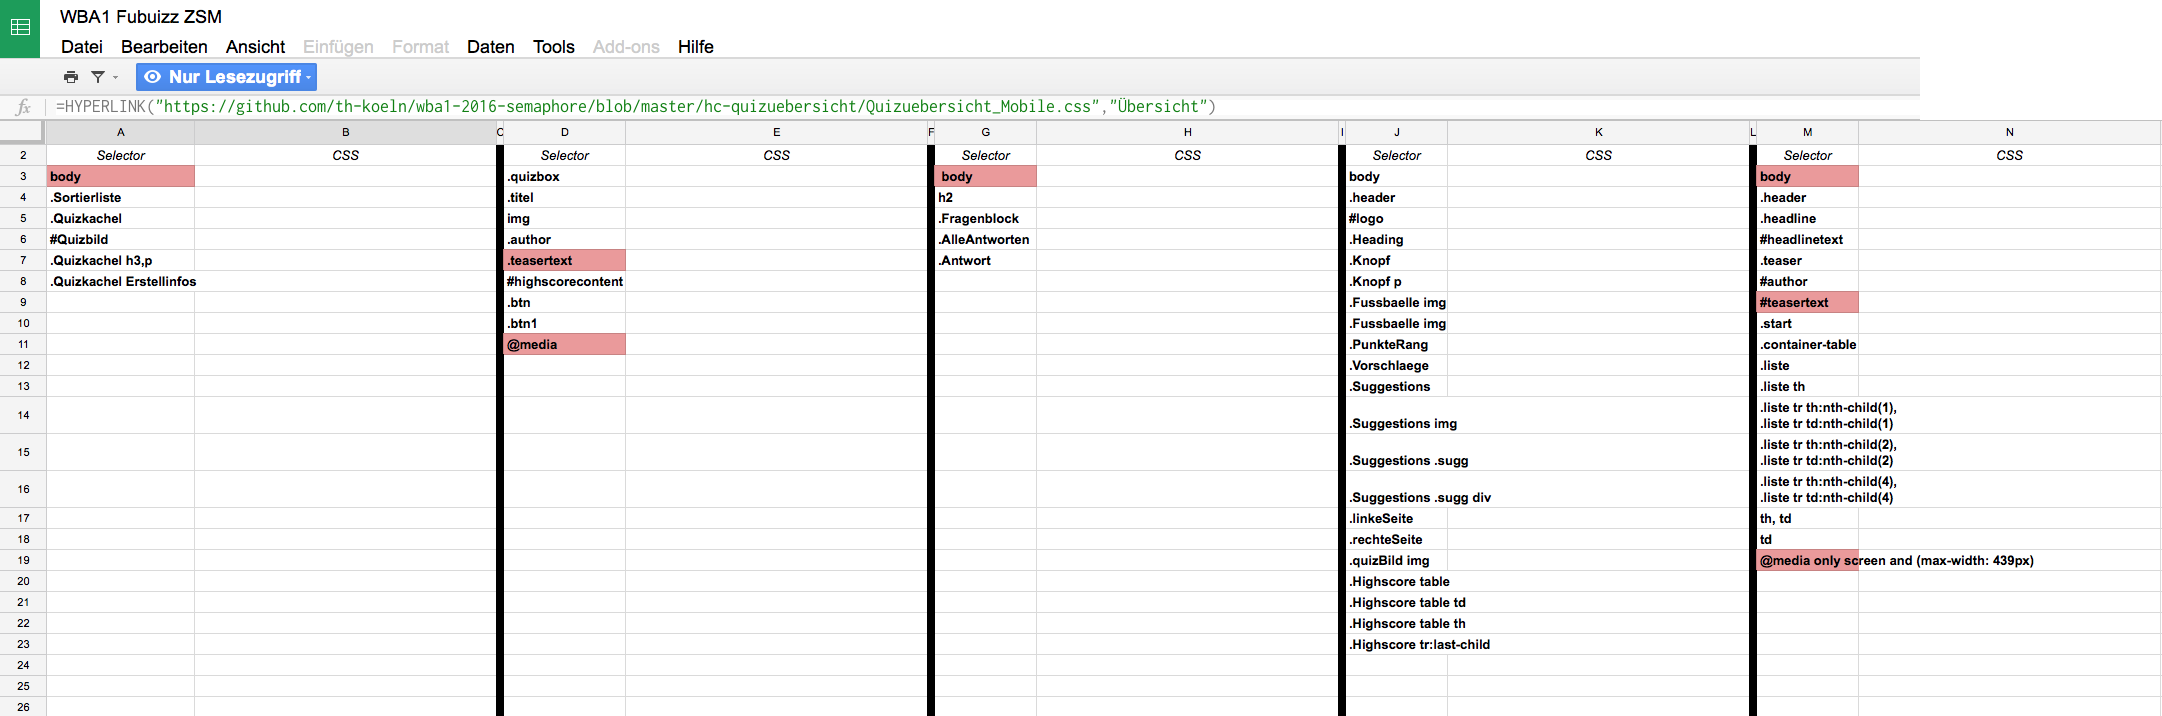 WBA1 Fubuizz ZSM
Datei Bearbeiten Ansicht Einfügen Format Daten Tools Add-ons Hilfe
Nur Lesezugriff
fx =HYPERLINK("https://github.com/th-koeln/wba1-2016-semaphore/blob/master/hc-quizuebersicht/Quizuebersicht_Mobile.css","Übersicht")
A B C D E F G H I J K L M N
2 Selector CSS Selector CSS Selector CSS Selector CSS Selector CSS
3 body .quizbox body body body
4 .Sortierliste .titel h2 .header .header
5 .Quizkachel img .Fragenblock #logo .headline
6 #Quizbild .author .AlleAntworten .Heading #headlinetext
7 .Quizkachel h3,p .teasertext .Antwort .Knopf .teaser
8 .Quizkachel Erstellinfos #highscorecontent .Knopf p #author
9 .btn .Fussbaelle img #teasertext
10 .btn1 .Fussbaelle img .start
11 @media .PunkteRang .container-table
12 .Vorschlaege .liste
13 .Suggestions .liste th
14 .Suggestions img .liste tr th:nth-child(1),
.liste tr td:nth-child(1)
15 .Suggestions .sugg .liste tr th:nth-child(2),
.liste tr td:nth-child(2)
16 .Suggestions .sugg div .liste tr th:nth-child(4),
.liste tr td:nth-child(4)
17 .linkeSeite th, td
18 .rechteSeite td
19 .quizBild img @media only screen and (max-width: 439px)
20 .Highscore table
21 .Highscore table td
22 .Highscore table th
23 .Highscore tr:last-child
24
25
26